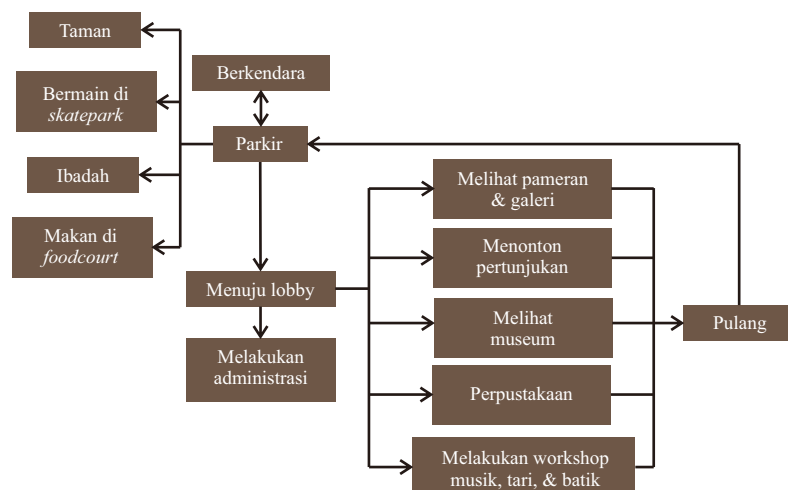 Taman
Berkendara
Bermain di
skatepark
Parkir
Ibadah
Makan di
foodcourt
Menuju lobby
Melakukan
administrasi
Melihat pameran
& galeri
Menonton
pertunjukan
Melihat
museum
Perpustakaan
Melakukan workshop
musik, tari, & batik
Pulang